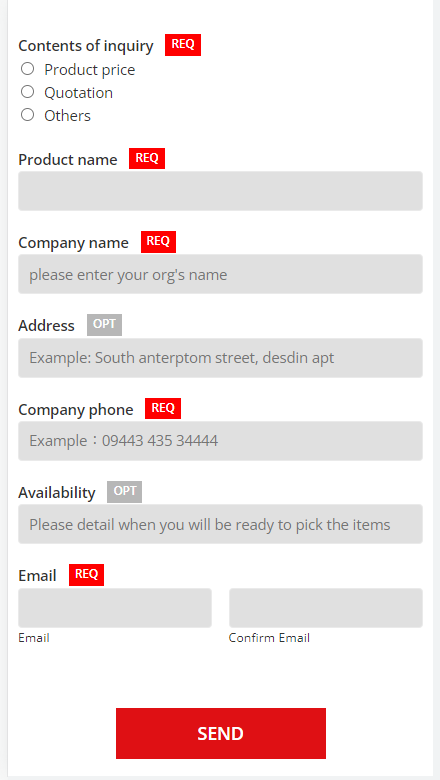 Contents of inquiry REQ
Product price
Quotation
Others
Product name REQ
Company name REQ
please enter your org's name
Address OPT
Example: South anterptom street, desdin apt
Company phone REQ
Example：09443 435 34444
Availability OPT
Please detail when you will be ready to pick the items
Email REQ
Email Confirm Email
SEND